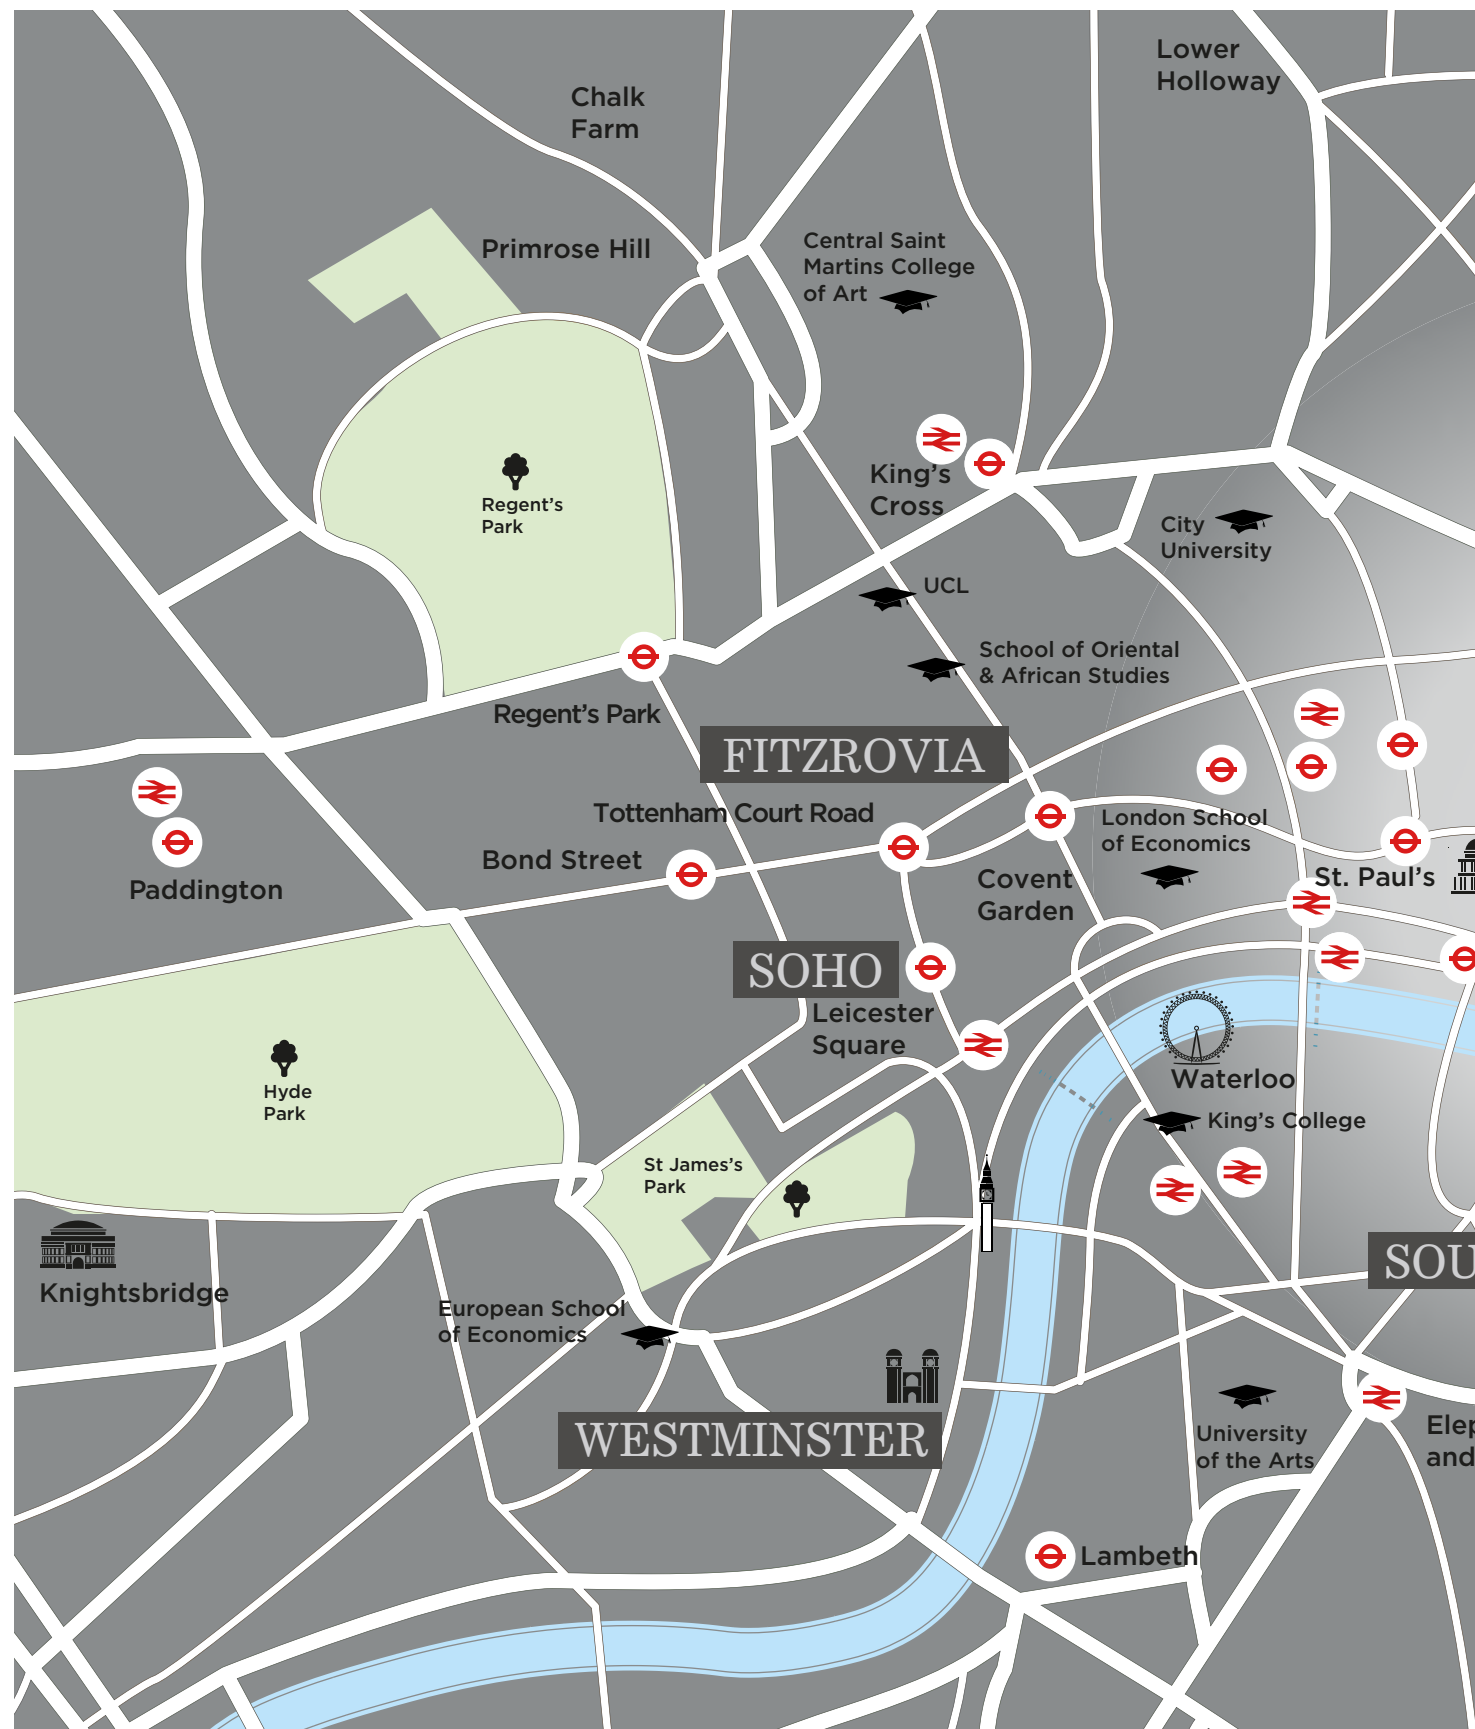 Lower
Holloway
Chalk
Farm
Primrose Hill
Central Saint
Martins College
of Art
King's
Cross
Regent's
Park
City
University
UCL
School of Oriental
& African Studies
Regent's Park
FITZROVIA
Tottenham Court Road
London School
of Economics
Bond Street
Covent
Garden
St. Paul's
Paddington
SOHO
Leicester
Square
Waterloo
Hyde
Park
King's College
St James's
Park
SOU
Knightsbridge
European School
of Economics
WESTMINSTER
University
of the Arts
Elep
and
Lambeth